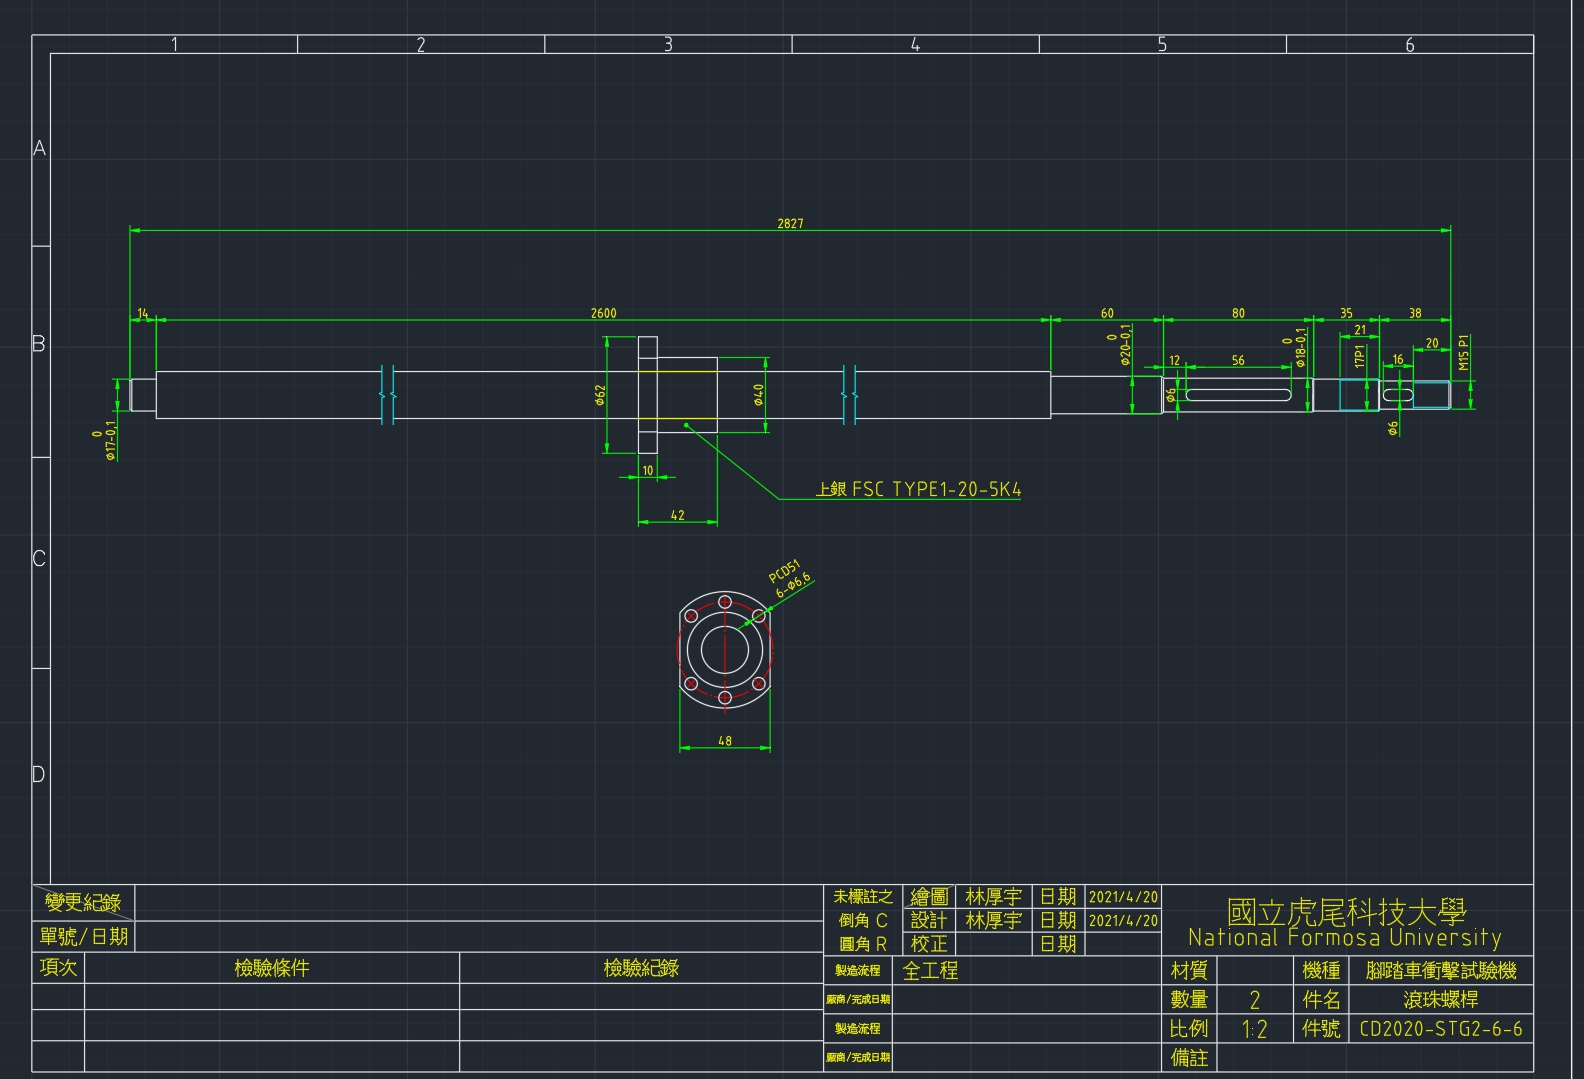 1 2 3 4 5 6
A
B
C
D
2827
14 2600 60 80 35 38
0
ø17-0,1
ø62
ø40
10
42
上銀 FSC TYPE1-20-5K4
0
ø20-0,1
12 56
ø6
0
ø18-0,1
21
17P1
16
ø6
20
M15 P1
PCD51
6-ø6,6
48
變更紀錄
單號/日期
項次 檢驗條件 檢驗紀錄
未標註之 繪圖 林厚宇 日期 2021/4/20
倒角 C 設計 林厚宇 日期 2021/4/20
圓角 R 校正 日期
製造流程 全工程
廠商/完成日期
製造流程
廠商/完成日期
國立虎尾科技大學
National Formosa University
材質 機種 腳踏車衝擊試驗機
數量 2 件名 滾珠螺桿
比例 1:2 件號 CD2020-STG2-6-6
備註